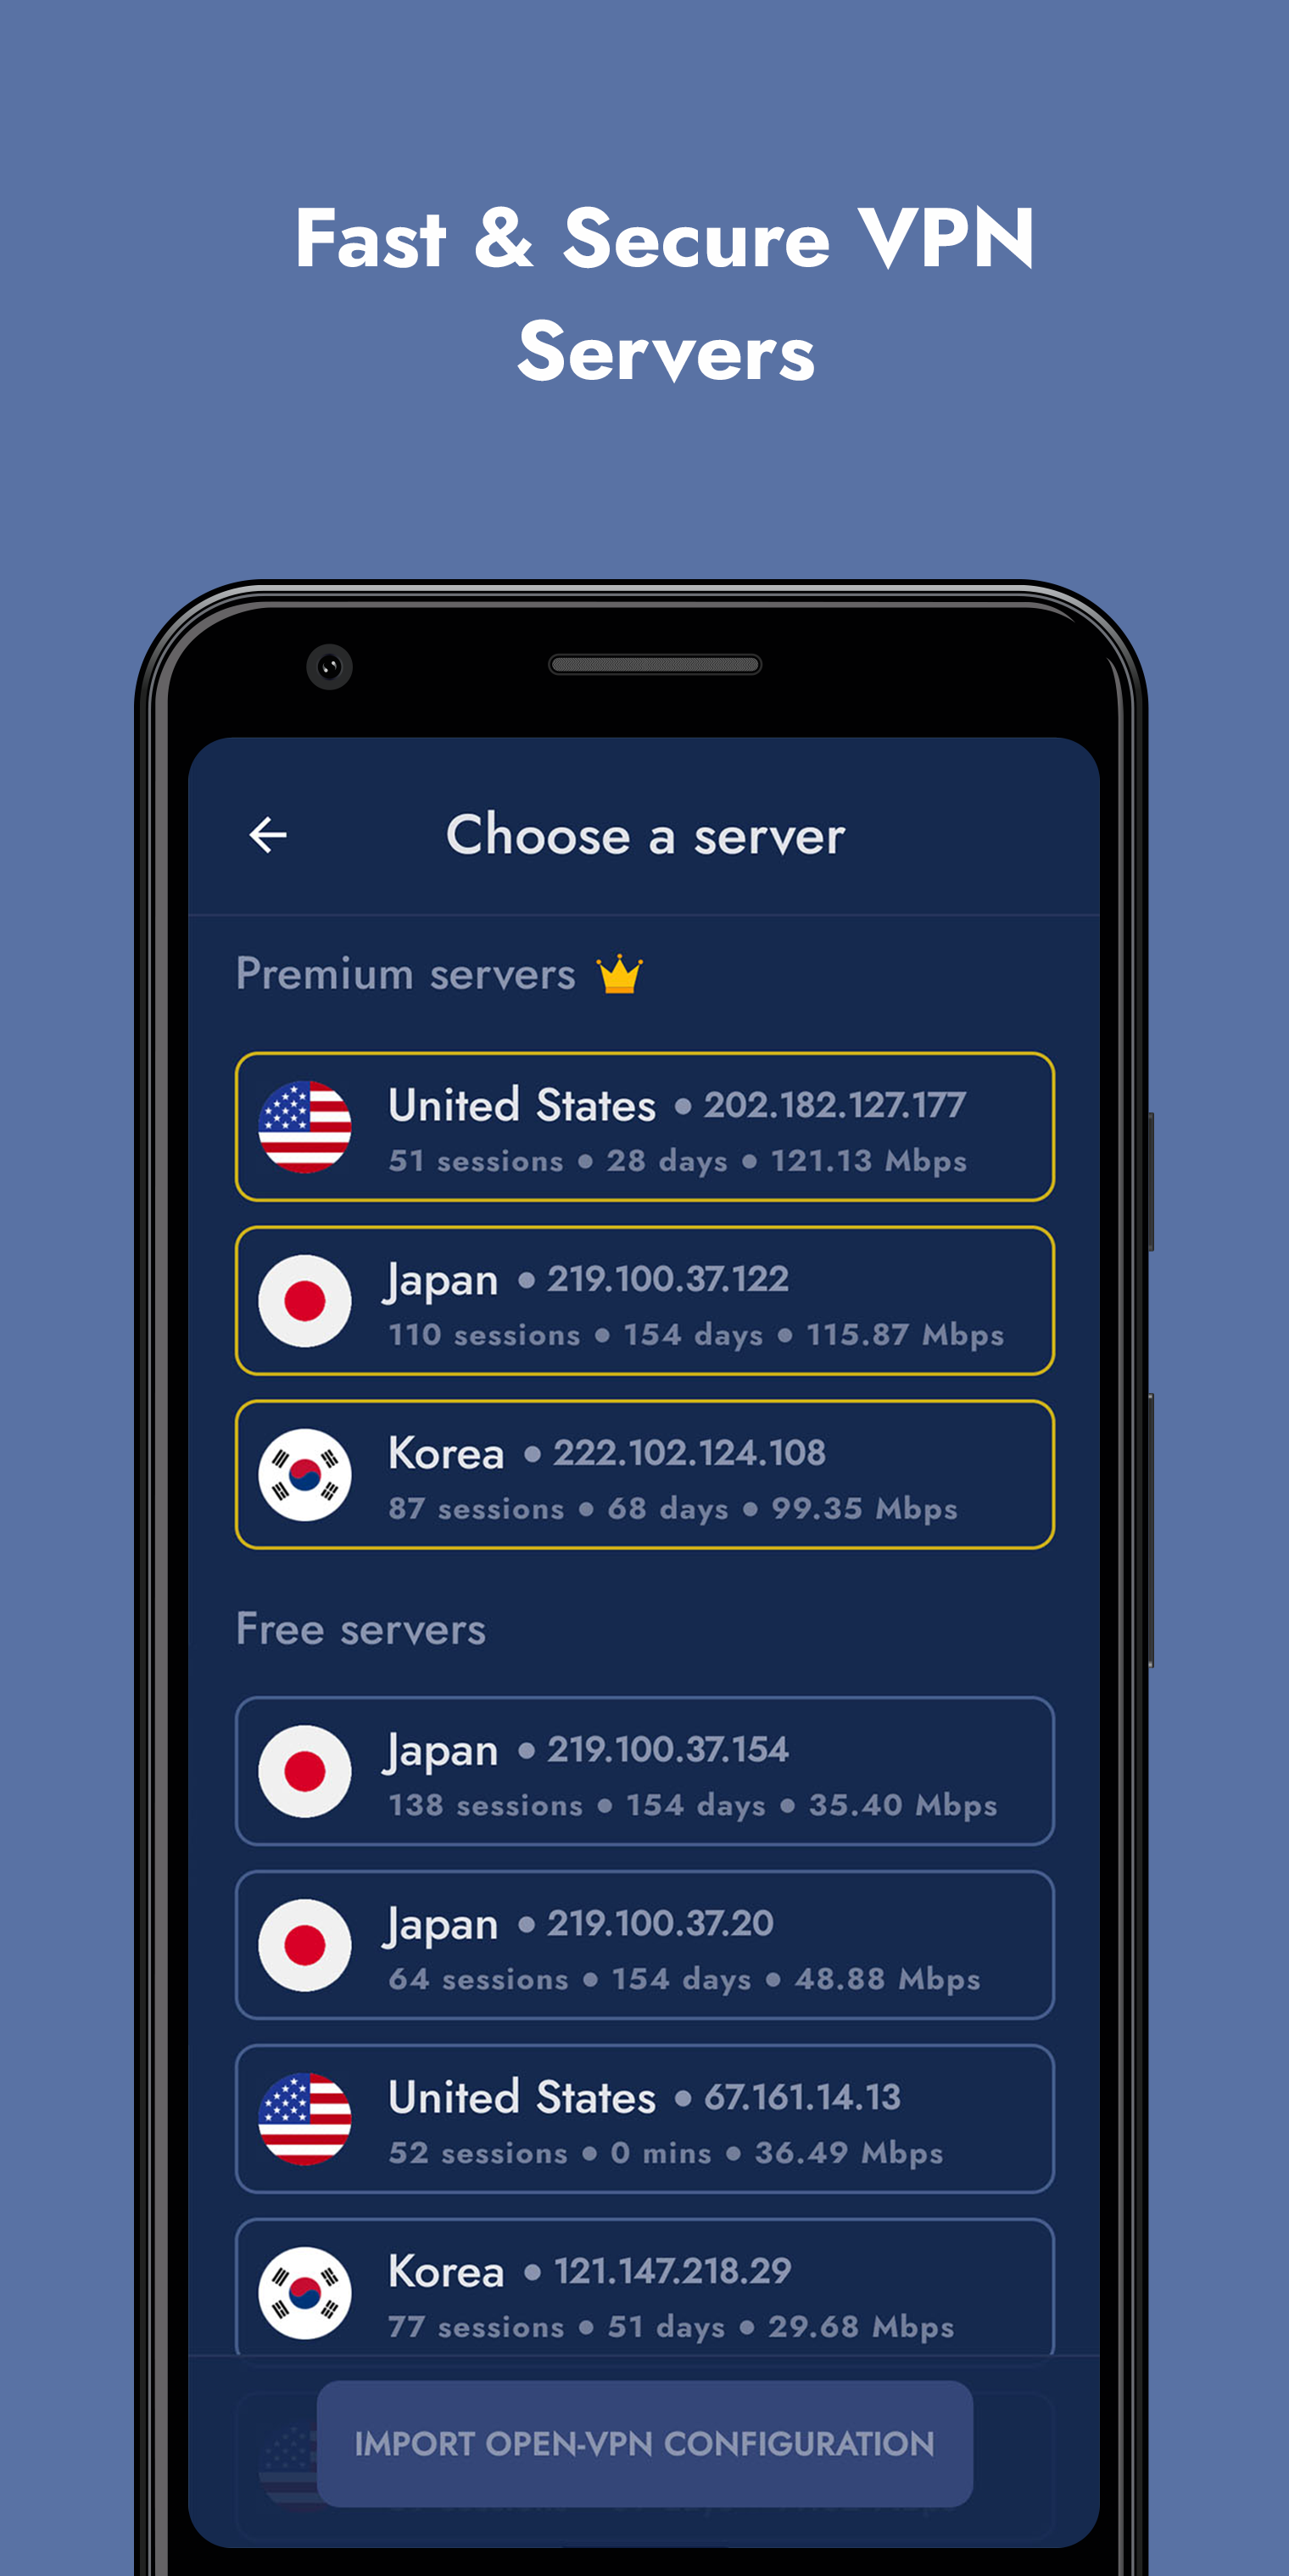 Fast & Secure VPN
Servers
Choose a server
Premium servers
United States • 202.182.127.177
51 sessions • 28 days • 121.13 Mbps
Japan • 219.100.37.122
110 sessions • 154 days • 115.87 Mbps
Korea • 222.102.124.108
87 sessions • 68 days • 99.35 Mbps
Free servers
Japan • 219.100.37.154
138 sessions • 154 days • 35.40 Mbps
Japan • 219.100.37.20
64 sessions • 154 days • 48.88 Mbps
United States • 67.161.14.13
52 sessions • 0 mins • 36.49 Mbps
Korea • 121.147.218.29
77 sessions • 51 days • 29.68 Mbps
IMPORT OPEN-VPN CONFIGURATION